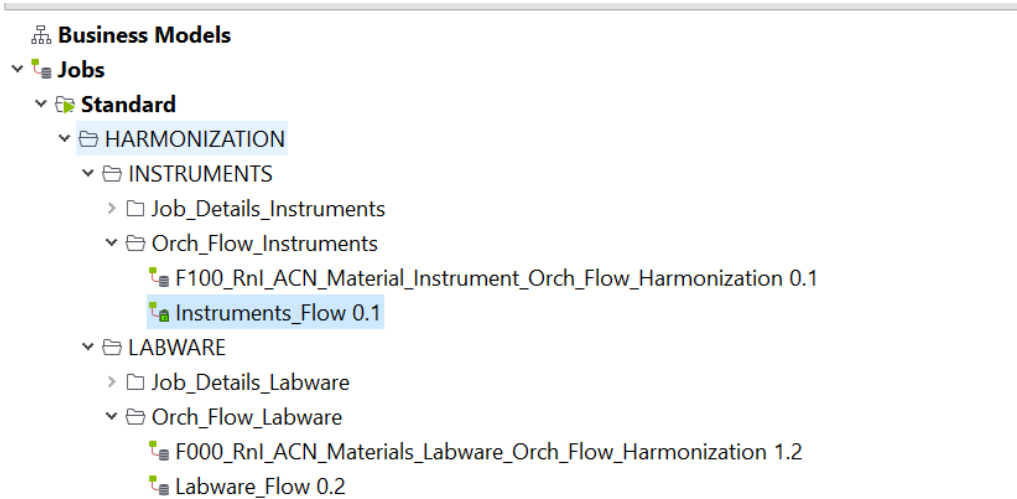 Business Models
Jobs
Standard
HARMONIZATION
INSTRUMENTS
Job_Details_Instruments
Orch_Flow_Instruments
F100_RnI_ACN_Material_Instrument_Orch_Flow_Harmonization 0.1
Instruments_Flow 0.1
LABWARE
Job_Details_Labware
Orch_Flow_Labware
F000_RnI_ACN_Materials_Labware_Orch_Flow_Harmonization 1.2
Labware_Flow 0.2